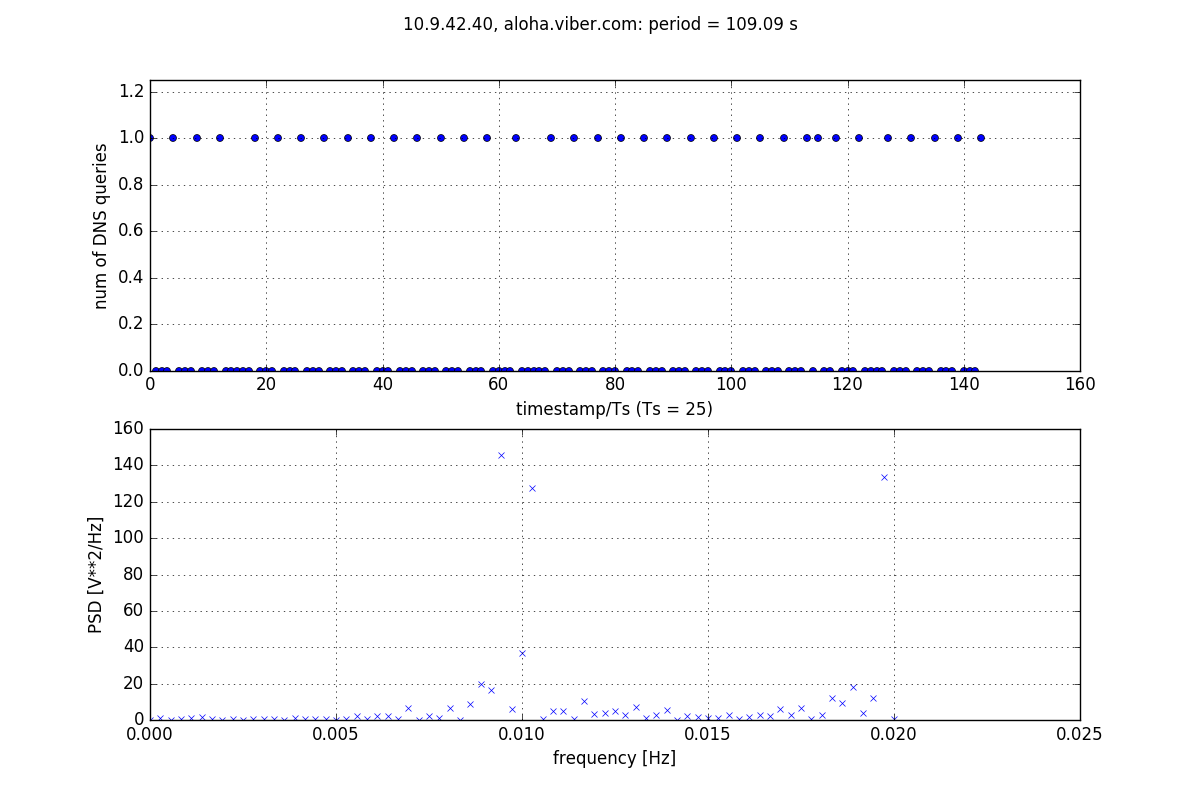 10.9.42.40, aloha.viber.com: period = 109.09 s
num of DNS queries
1.2
1.0
0.8
0.6
0.4
0.2
0.0
0 20 40 60 80 100 120 140 160
timestamp/Ts (Ts = 25)
PSD [V**2/Hz]
160
140
120
100
80
60
40
20
0
0.000 0.005 0.010 0.015 0.020 0.025
frequency [Hz]